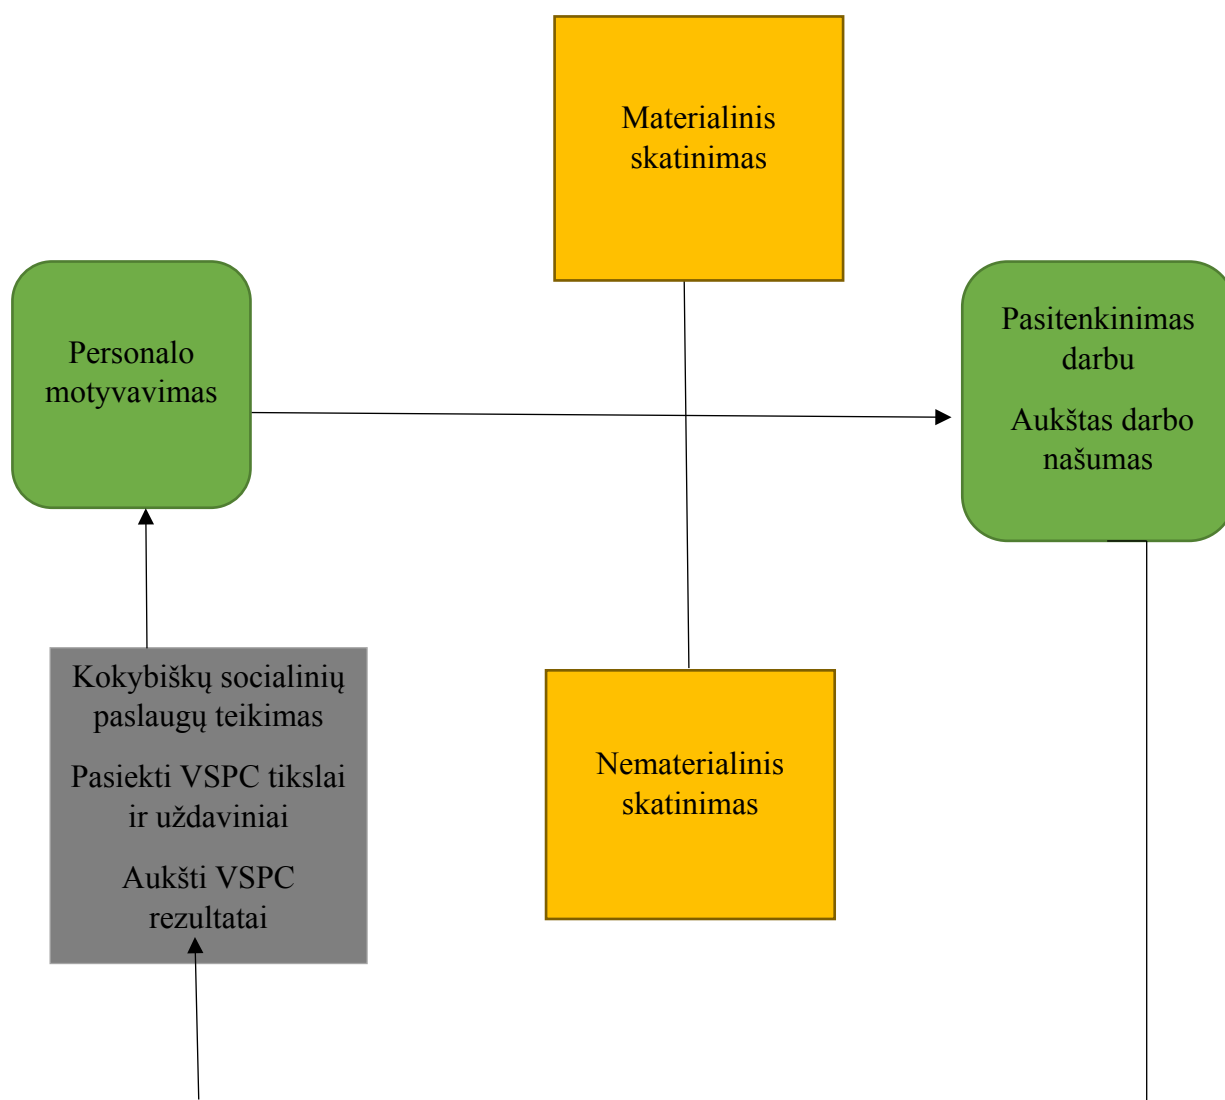 Materialinis
skatinimas
Personalo
motyvavimas
Pasitenkinimas
darbu
Aukštas darbo
našumas
Kokybiškų socialinių
paslaugų teikimas
Pasiekti VSPC tikslai
ir uždaviniai
Aukšti VSPC
rezultatai
Nematerialinis
skatinimas